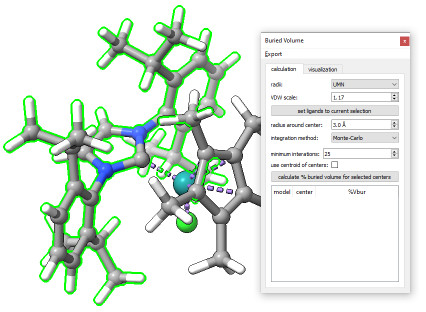 Buried Volume
Export
calculation visualization
radii: UMN
VDW scale: 1.17
set ligands to current selection
radius around center: 3.0 Å
integration method: Monte-Carlo
minimum interations: 25
use centroid of centers:
calculate % buried volume for selected centers
model center %Vbur